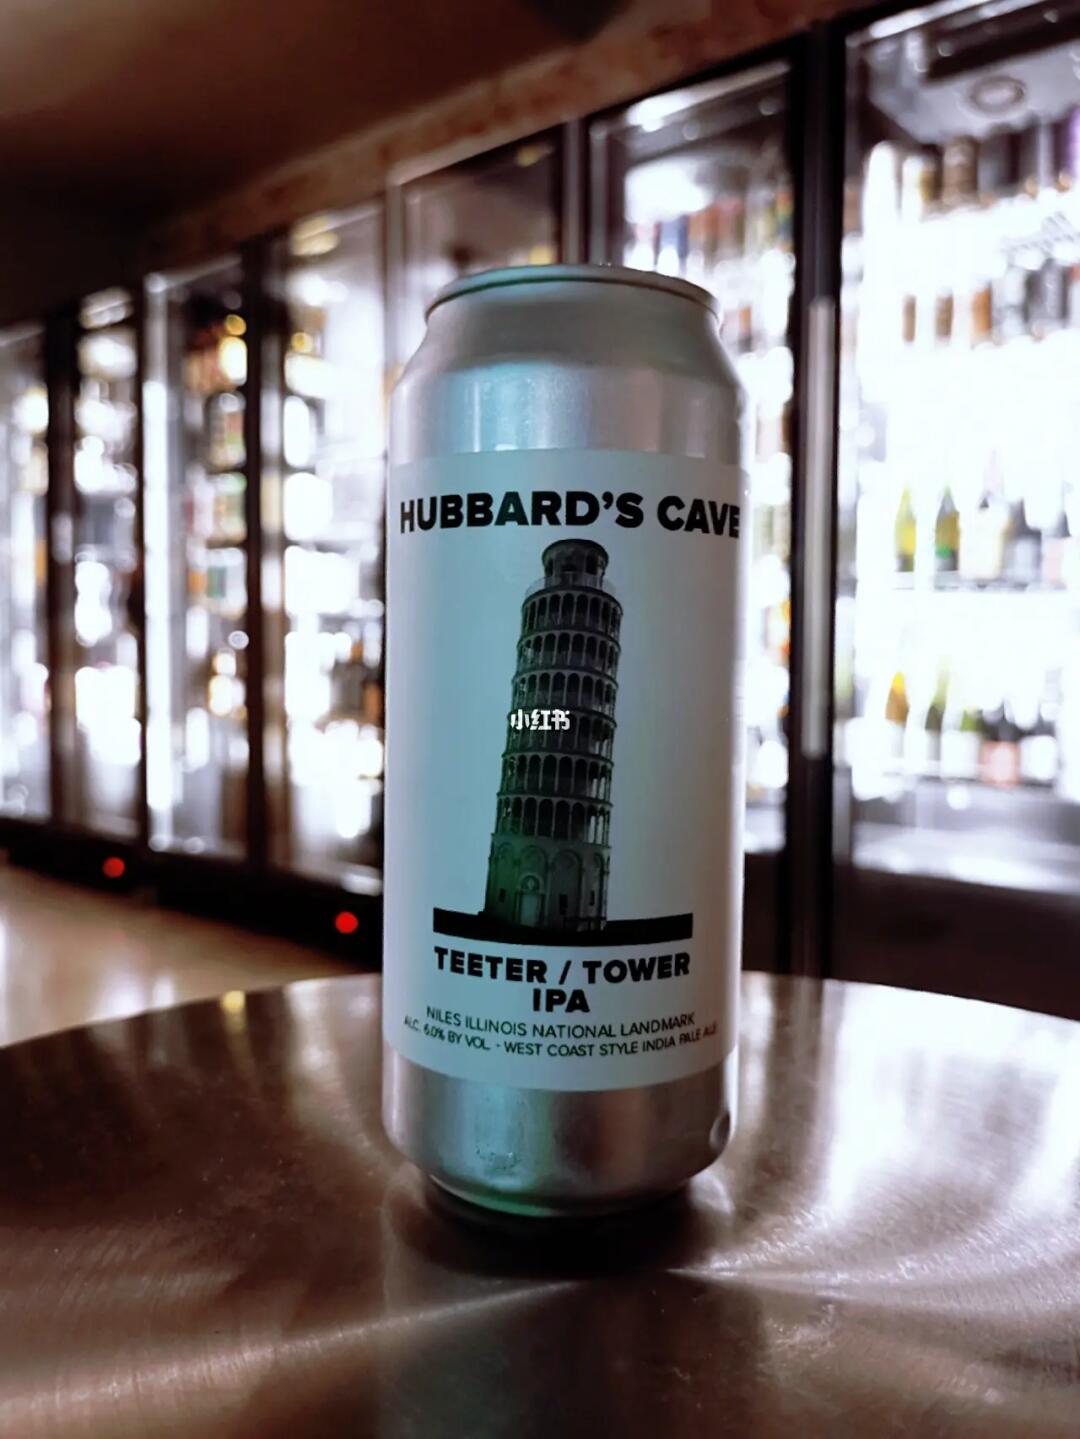 HUBBARD'S CAVE
小红书
TEETER / TOWER
IPA
NILES ILLINOIS NATIONAL LANDMARK
ALC. 6.0% BY VOL. - WEST COAST STYLE INDIA PALE ALE